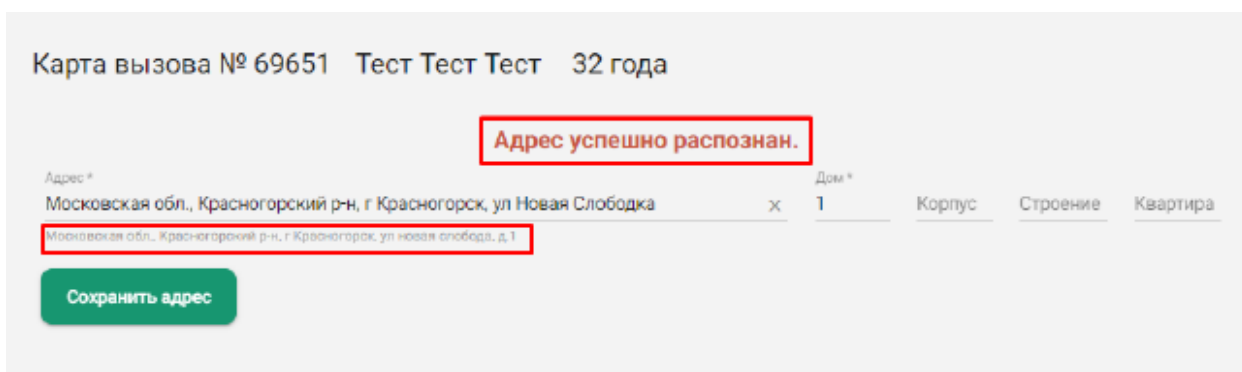 Карта вызова № 69651 Тест Тест Тест 32 года
Адрес успешно распознан.
Адрес * Дом *
Московская обл., Красногорский р-н, г Красногорск, ул Новая Слободка × 1 Корпус Строение Квартира
Московская обл., Красногорский р-н, г Красногорск, ул новая слобода, д.1
Сохранить адрес